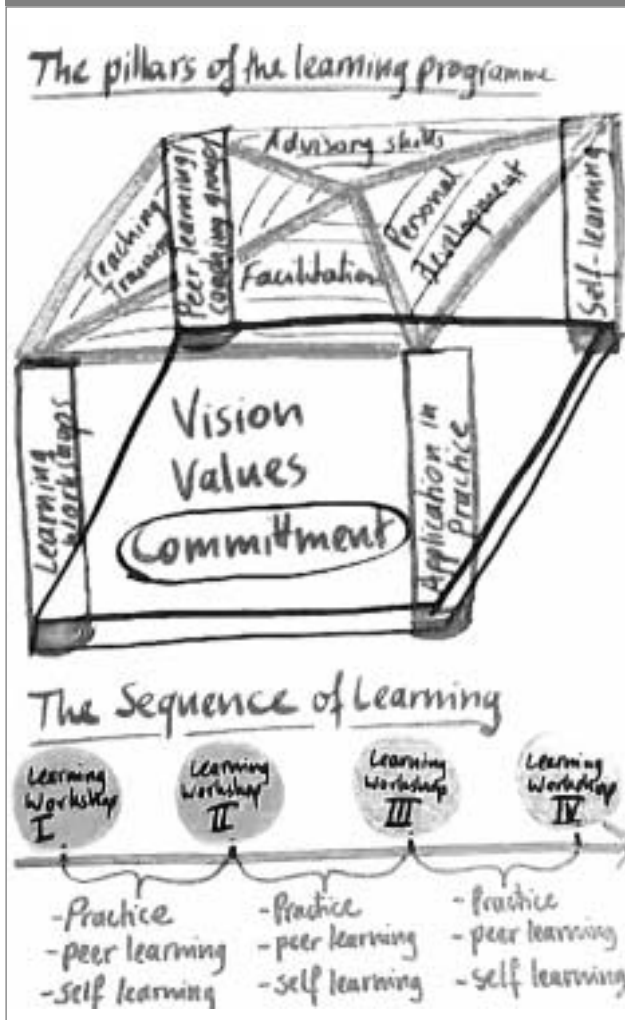 The pillars of the learning programme
Advisory skills
Teaching
Training
Peer learning/
coaching groups
Facilitation
Personal
development
Self-learning
Learning
Workshops
Vision
Values
Committment
Application in
Practice
The Sequence of Learning
Learning
Workshop
I
Learning
Workshop
II
Learning
Workshop
III
Learning
Workshop
IV
-Practice
-peer learning
-self learning
-Practice
-peer learning
-self learning
-Practice
-peer learning
-self learning